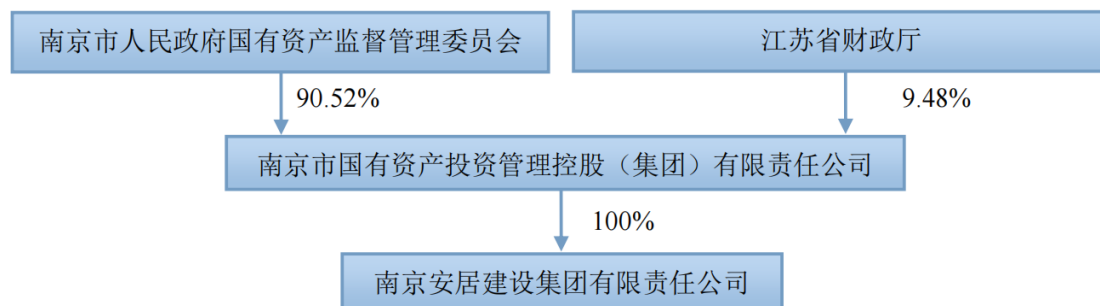 南京市人民政府国有资产监督管理委员会
江苏省财政厅
90.52%
9.48%
南京市国有资产投资管理控股（集团）有限责任公司
100%
南京安居建设集团有限责任公司